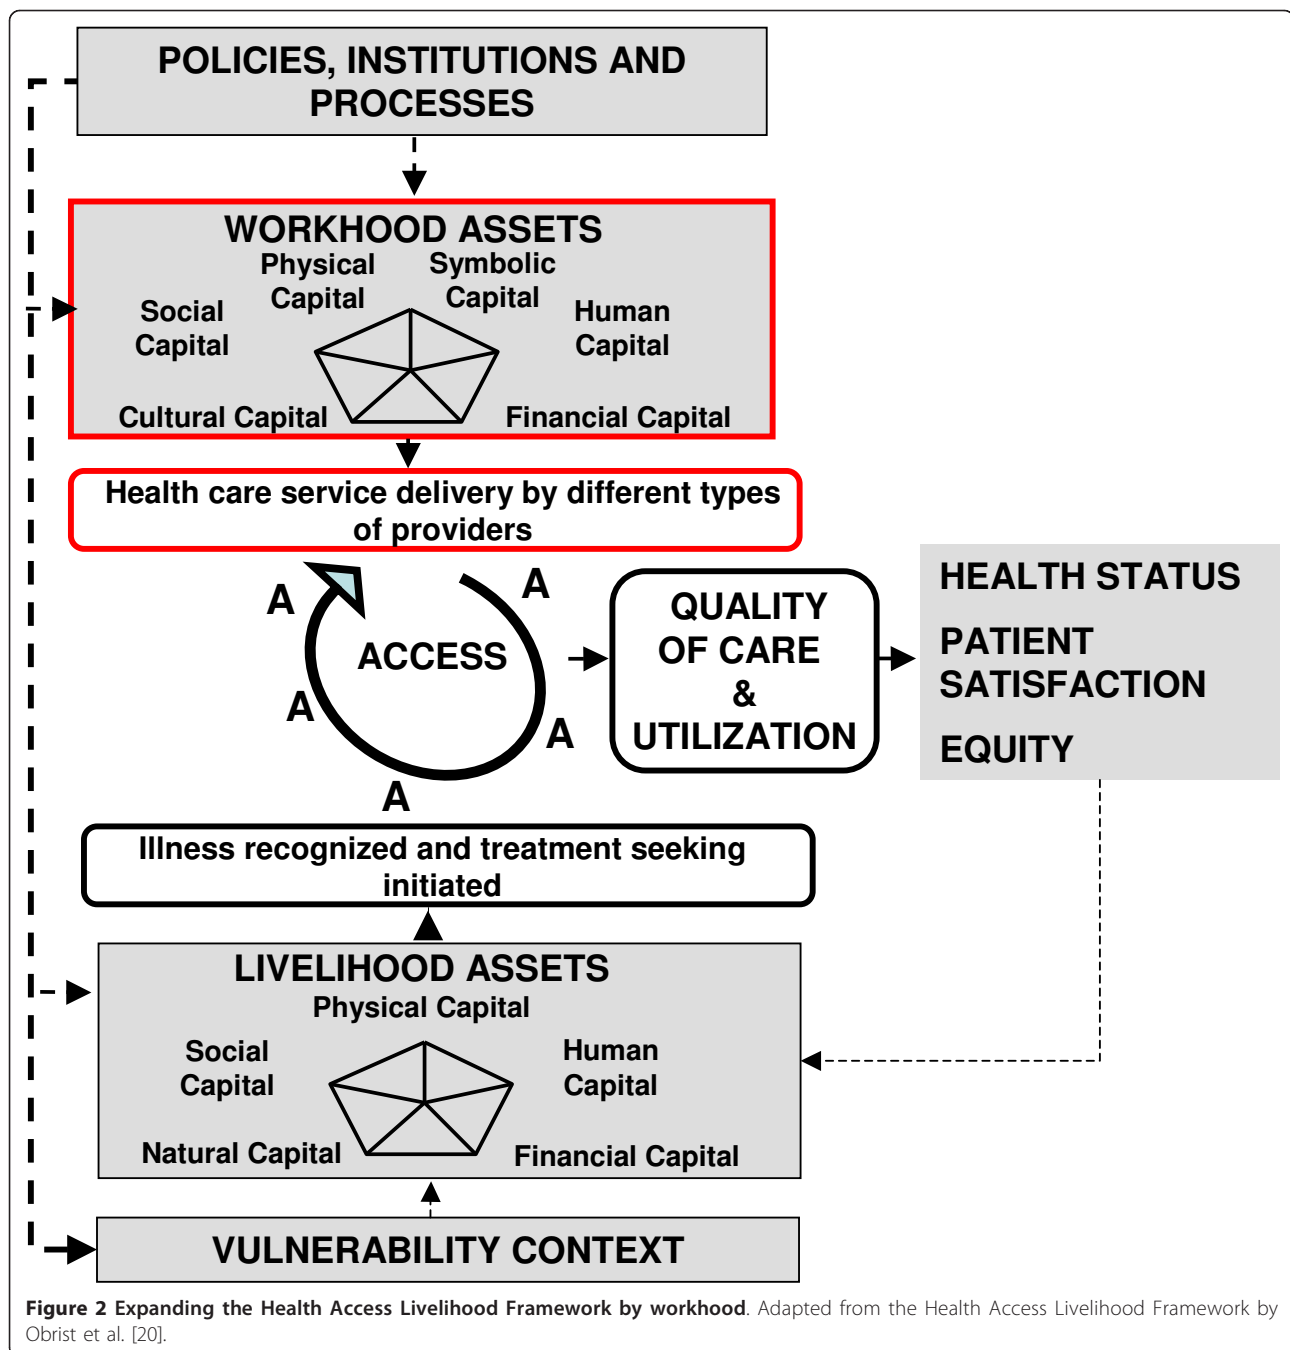 POLICIES, INSTITUTIONS AND
PROCESSES
WORKHOOD ASSETS
Physical
Capital
Symbolic
Capital
Social
Capital
Human
Capital
Cultural Capital
Financial Capital
Health care service delivery by different types
of providers
A
A
ACCESS
A
A
A
QUALITY
OF CARE
&
UTILIZATION
HEALTH STATUS
PATIENT
SATISFACTION
EQUITY
Illness recognized and treatment seeking
initiated
LIVELIHOOD ASSETS
Physical Capital
Social
Capital
Human
Capital
Natural Capital
Financial Capital
VULNERABILITY CONTEXT
Figure 2 Expanding the Health Access Livelihood Framework by workhood. Adapted from the Health Access Livelihood Framework by
Obrist et al. [20].